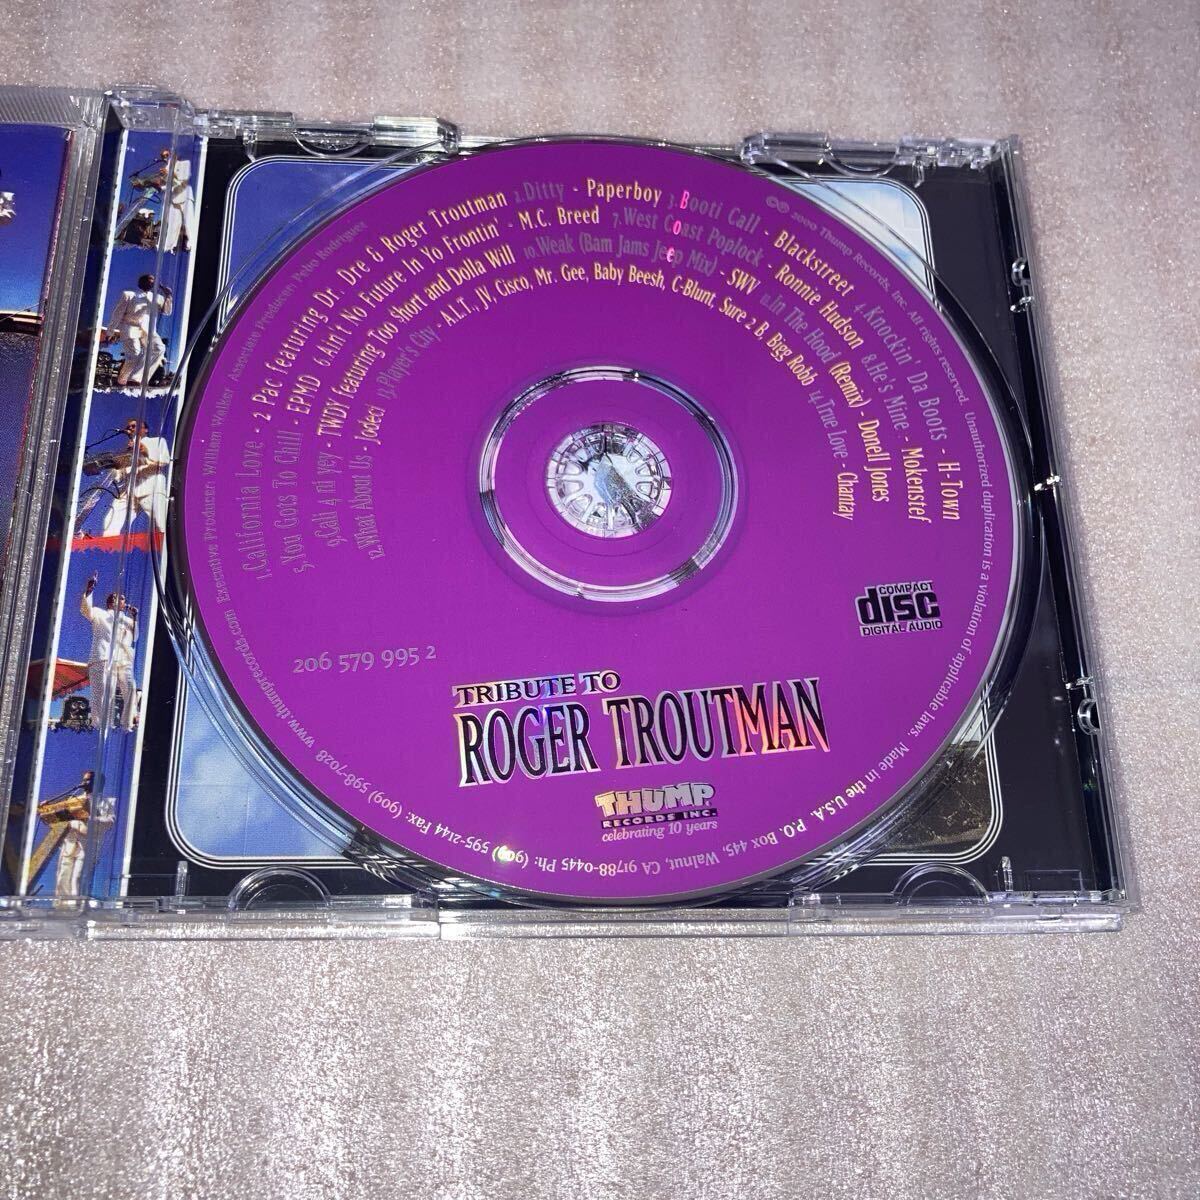 1.California Love - 2 Pac featuring Dr. Dre & Roger Troutman 2.Ditty - Paperboy 3.Booti Call - Blackstreet 4.Knockin' Da Boots - H-Town
5.You Gots To Chill - EPMD 6.Ain't No Future In Yo Frontin' - M.C. Breed 7.West Coast Poplock - Ronnie Hudson 8.He's Mine - Mokenstef
9.Cali 4 ni yey - TWDY featuring Too Short and Dolla Will 10.Weak (Bam Jams Jeep Mix) - SWV 11.In The Hood (Remix) - Donell Jones
12.What About Us - Jodeci 13.Player's City - A.L.T, JV, Cisco, Mr. Gee, Baby Beesh, C-Blunt, Sure 2 B, Bigg Robb 14.True Love - Chantay
206 579 995 2
COMPACT
disc
DIGITAL AUDIO
TRIBUTE TO
ROGER TROUTMAN
THUMP
RECORDS INC.
celebrating 10 years
www.thumprecords.com Executive Producer: William Walker Associate Producer: Pebo Rodriguez
2000 Thump Records, Inc. All rights reserved. Unauthorized duplication is a violation of applicable laws. Made in the U.S.A. P.O. Box 445, Walnut, CA 91788-0445 Ph: (909) 595-2144 Fax: (909) 598-7028